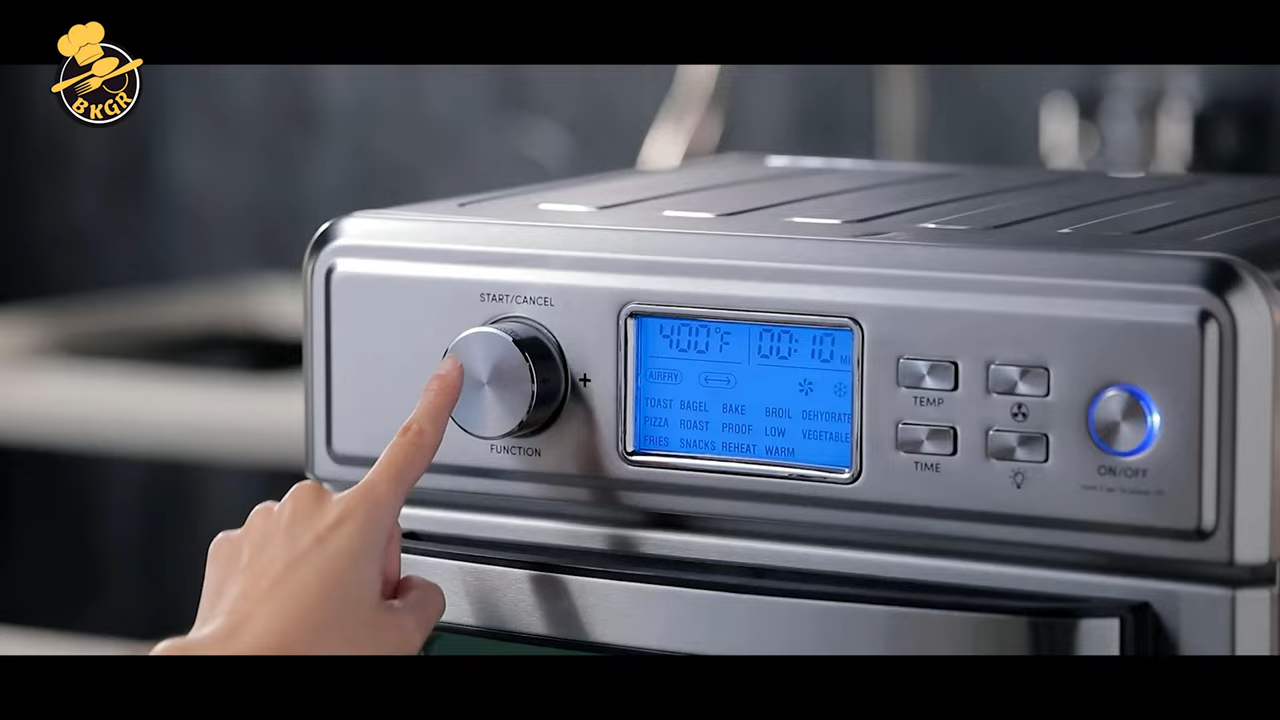 BKGR
START/CANCEL
+
FUNCTION
400°F 00:10
AIRFRY
TOAST BAGEL BAKE BROIL DEHYDRATE
PIZZA ROAST PROOF LOW VEGETABLE
FRIES SNACKS REHEAT WARM
TEMP
TIME
ON/OFF